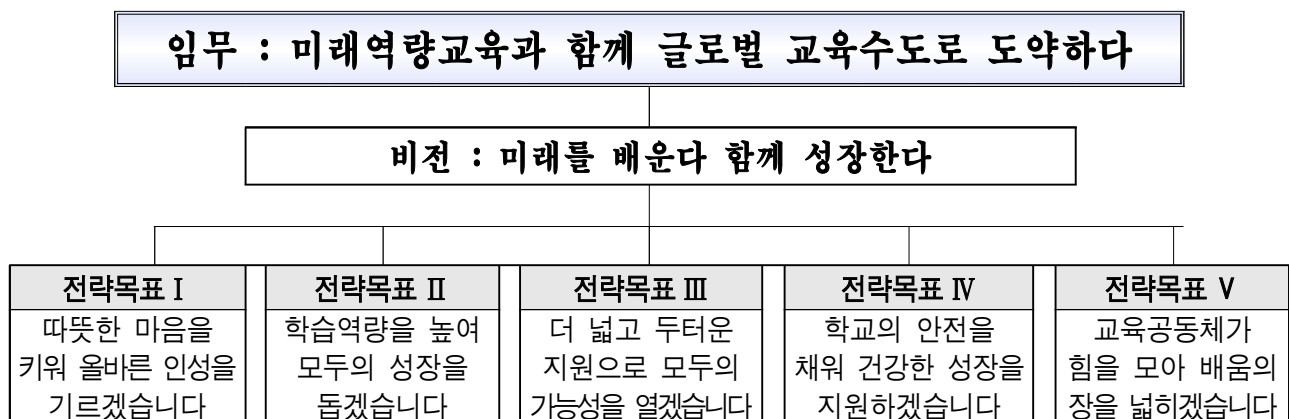 임무 : 미래역량교육과 함께 글로벌 교육수도로 도약하다
비전 : 미래를 배운다 함께 성장한다
전략목표 Ⅰ
따뜻한 마음을
키워 올바른 인성을
기르겠습니다
전략목표 Ⅱ
학습역량을 높여
모두의 성장을
돕겠습니다
전략목표 Ⅲ
더 넓고 두터운
지원으로 모두의
가능성을 열겠습니다
전략목표 Ⅳ
학교의 안전을
채워 건강한 성장을
지원하겠습니다
전략목표 Ⅴ
교육공동체가
힘을 모아 배움의
장을 넓히겠습니다